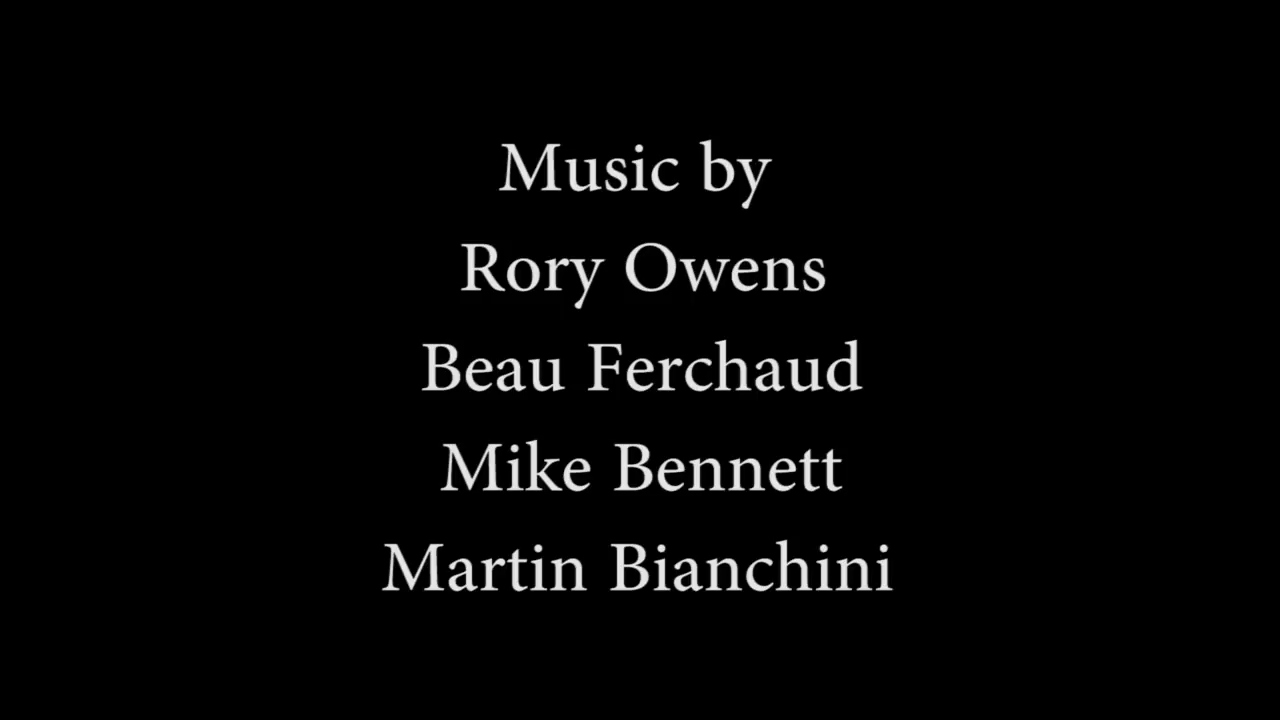 Music by
Rory Owens
Beau Ferchaud
Mike Bennett
Martin Bianchini